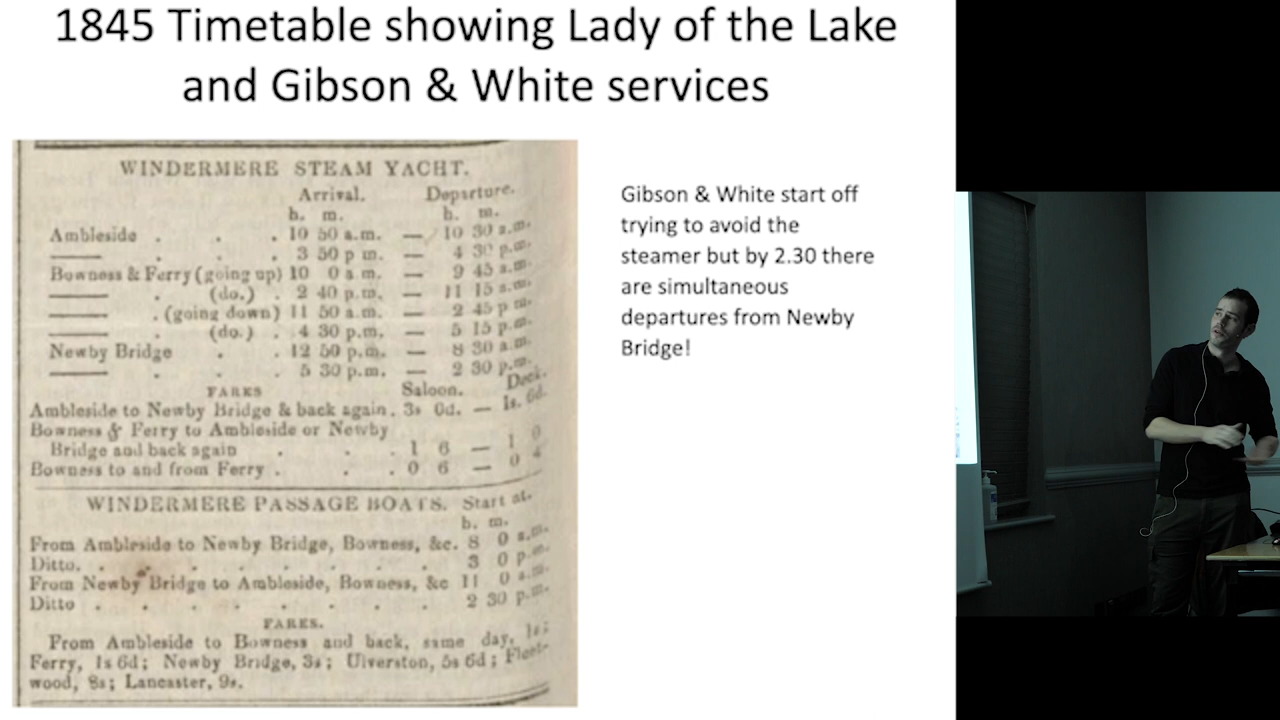 1845 Timetable showing Lady of the Lake
and Gibson & White services
WINDERMERE STEAM YACHT.
Arrival. Departure.
h. m. h. m.
Ambleside . . . 10 50 a.m. — 10 30 a.m.
—— . . 3 50 p m. — 4 30 p.m.
Bowness & Ferry (going up) 10 0 a.m. — 9 45 a.m.
—— . (do.) . 2 40 p.m. — 11 15 a.m.
—— . (going down) 11 50 a.m. — 2 45 p m.
—— (do.) . 4 30 p.m. — 5 15 p.m.
Newby Bridge . . 12 50 p.m. — 8 30 a.m.
—— . . . 5 30 p.m. — 2 30 p.m.
FARES Saloon. Deck.
Ambleside to Newby Bridge & back again . 3s 0d. — 1s. 6d.
Bowness & Ferry to Ambleside or Newby
Bridge and back again . . . 1 6 — 1 0
Bowness to and from Ferry . . . 0 6 — 0 4
WINDERMERE PASSAGE BOATS. Start at.
h. m.
From Ambleside to Newby Bridge, Bowness, &c. 8 0 a.m.
Ditto. . . . . . . . 3 0 p.m.
From Newby Bridge to Ambleside, Bowness, &c 11 0 a.m.
Ditto . . . . . . . 2 30 p.m.
FARES.
From Ambleside to Bowness and back, same day, 1s;
Ferry, 1s 6d; Newby Bridge, 3s; Ulverston, 5s 6d; Fleet-
wood, 8s; Lancaster, 9s.
Gibson & White start off
trying to avoid the
steamer but by 2.30 there
are simultaneous
departures from Newby
Bridge!